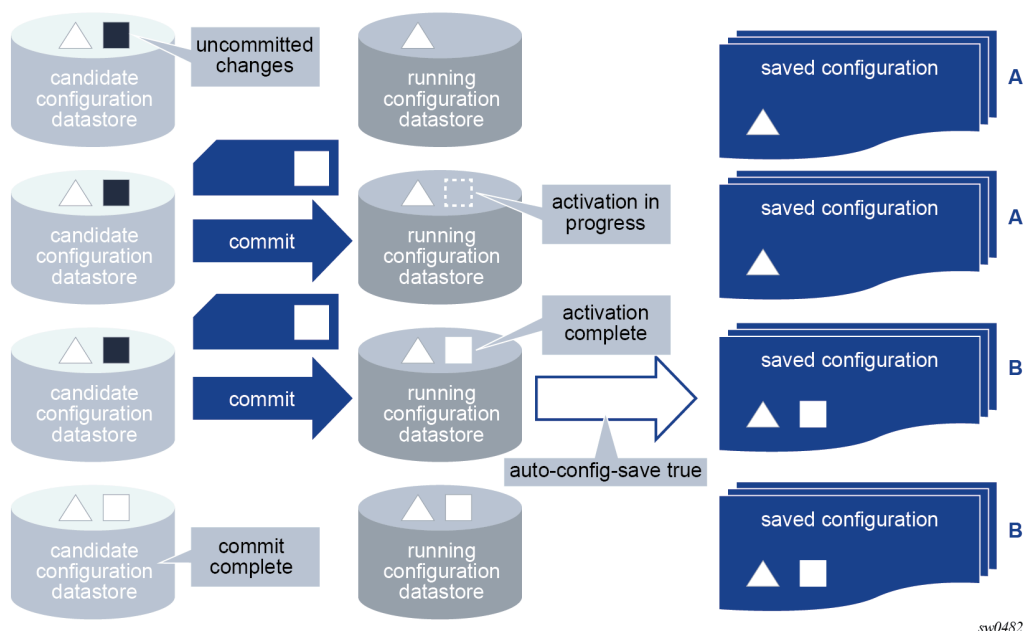 uncommitted
changes
candidate
configuration
datastore
running
configuration
datastore
saved configuration
A
candidate
configuration
datastore
commit
running
configuration
datastore
activation in
progress
saved configuration
A
candidate
configuration
datastore
commit
running
configuration
datastore
activation
complete
auto-config-save true
saved configuration
B
candidate
configuration
datastore
commit
complete
running
configuration
datastore
saved configuration
B
sw0482